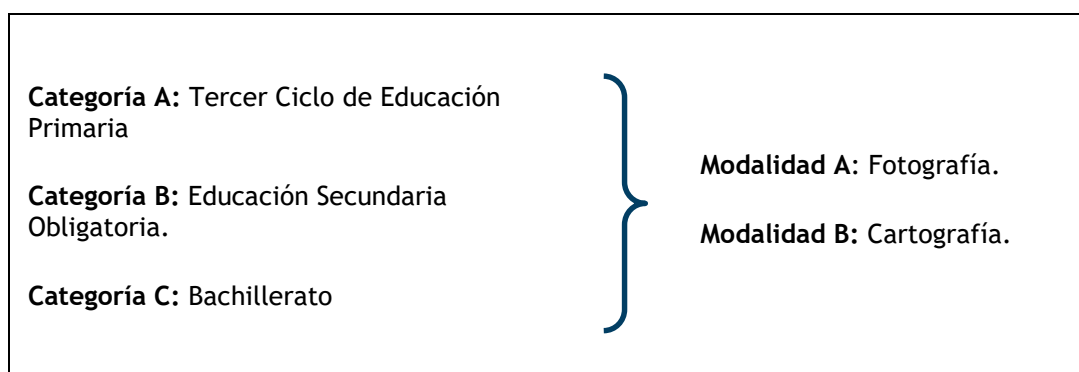 Categoría A: Tercer Ciclo de Educación
Primaria
Categoría B: Educación Secundaria
Obligatoria.
Categoría C: Bachillerato
Modalidad A: Fotografía.
Modalidad B: Cartografía.